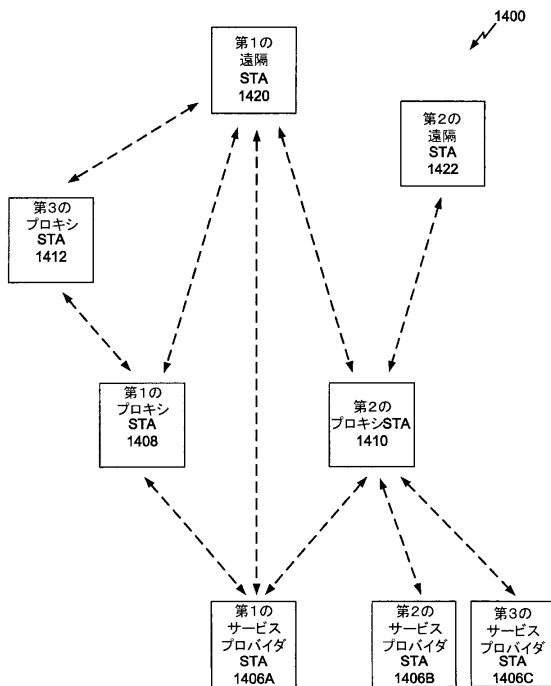 1400
第1の
遠隔
STA
1420
第2の
遠隔
STA
1422
第3の
プロキシ
STA
1412
第1の
プロキシ
STA
1408
第2の
プロキシSTA
1410
第1の
サービス
プロバイダ
STA
1406A
第2の
サービス
プロバイダ
STA
1406B
第3の
サービス
プロバイダ
STA
1406C